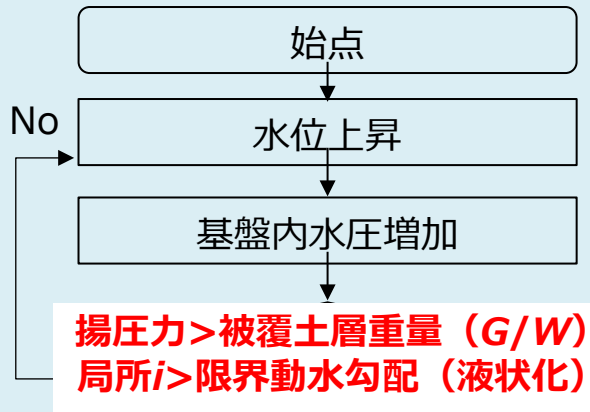 始点
No
水位上昇
基盤内水圧増加
揚圧力>被覆土層重量（G/W）
局所i>限界動水勾配（液状化）